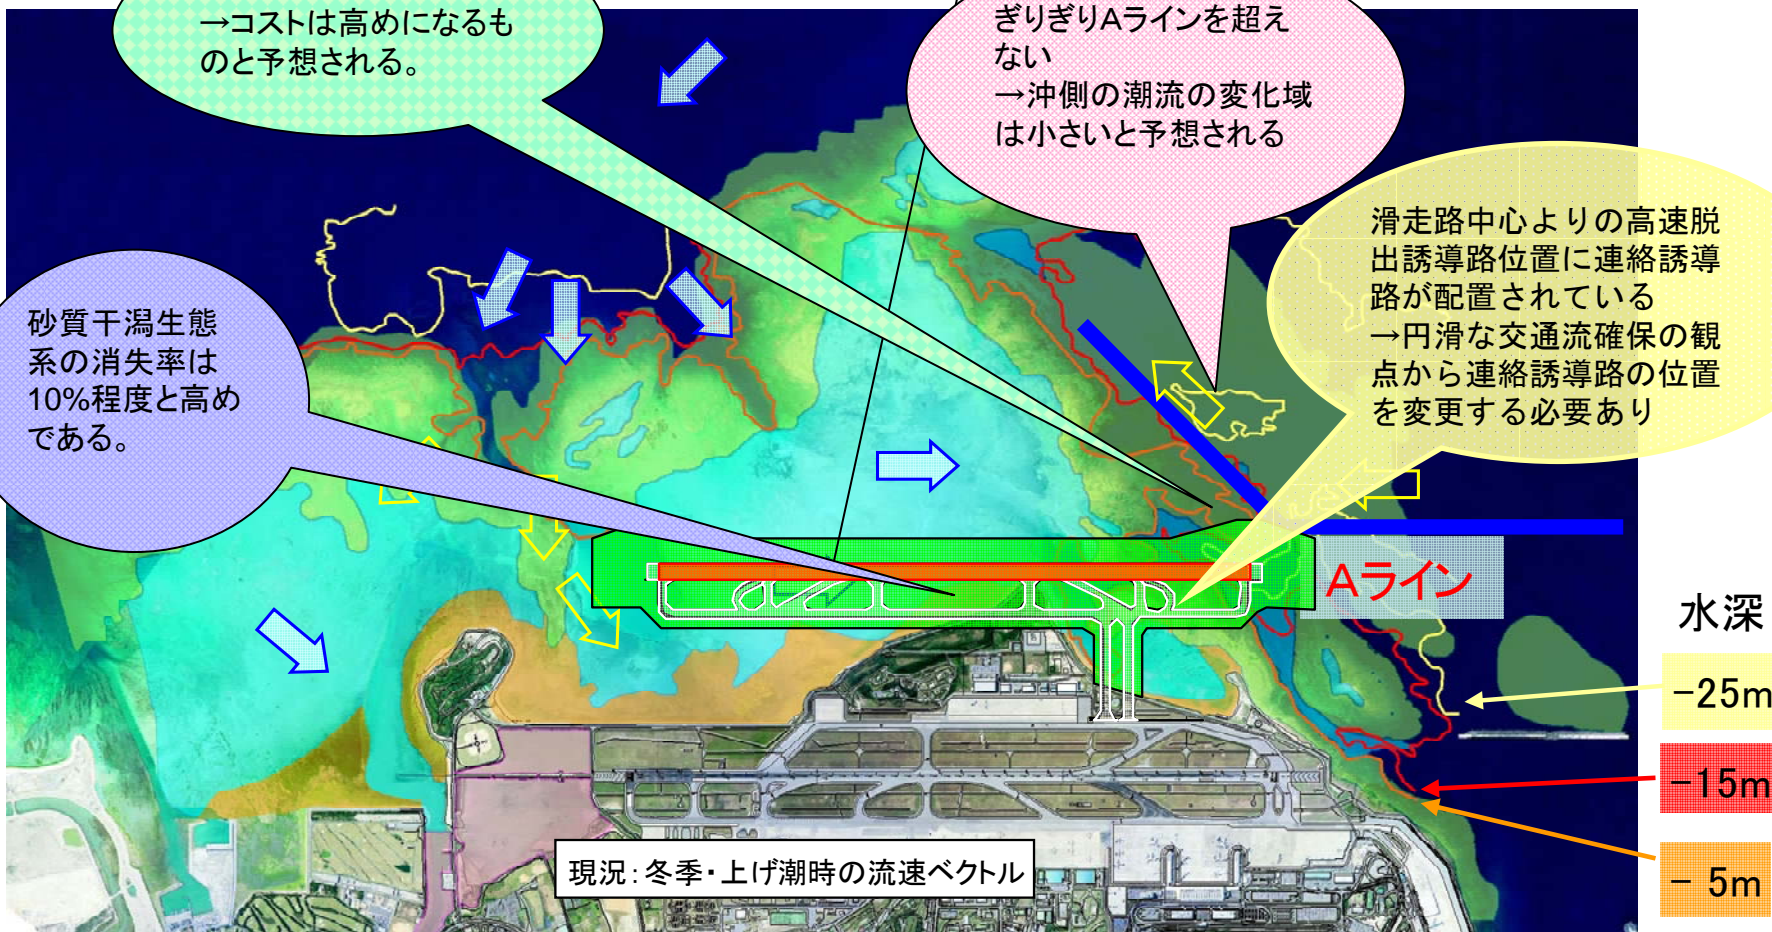 →コストは高めになるも
のと予想される。
ぎりぎりAラインを超え
ない
→沖側の潮流の変化域
は小さいと予想される
滑走路中心よりの高速脱
出誘導路位置に連絡誘導
路が配置されている
→円滑な交通流確保の観
点から連絡誘導路の位置
を変更する必要あり
砂質干潟生態
系の消失率は
10%程度と高め
である。
Aライン
水深
−25m
−15m
− 5m
現況:冬季・上げ潮時の流速ベクトル